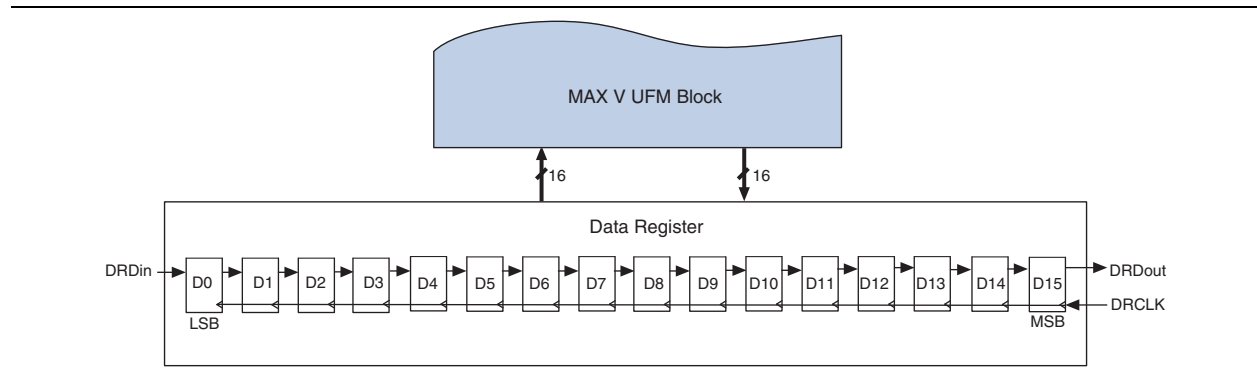 MAX V UFM Block
16 16
Data Register
DRDin D0 D1 D2 D3 D4 D5 D6 D7 D8 D9 D10 D11 D12 D13 D14 D15 DRDout
DRCLK
LSB MSB